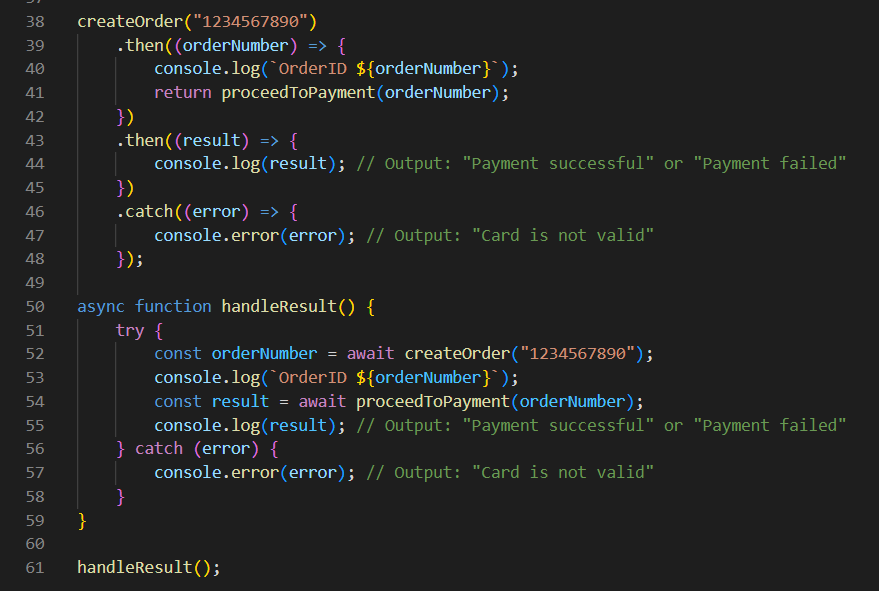 38 createOrder("1234567890")
39     .then((orderNumber) => {
40         console.log(`OrderID ${orderNumber}`);
41         return proceedToPayment(orderNumber);
42     })
43     .then((result) => {
44         console.log(result); // Output: "Payment successful" or "Payment failed"
45     })
46     .catch((error) => {
47         console.error(error); // Output: "Card is not valid"
48     });
49
50 async function handleResult() {
51     try {
52         const orderNumber = await createOrder("1234567890");
53         console.log(`OrderID ${orderNumber}`);
54         const result = await proceedToPayment(orderNumber);
55         console.log(result); // Output: "Payment successful" or "Payment failed"
56     } catch (error) {
57         console.error(error); // Output: "Card is not valid"
58     }
59 }
60
61 handleResult();